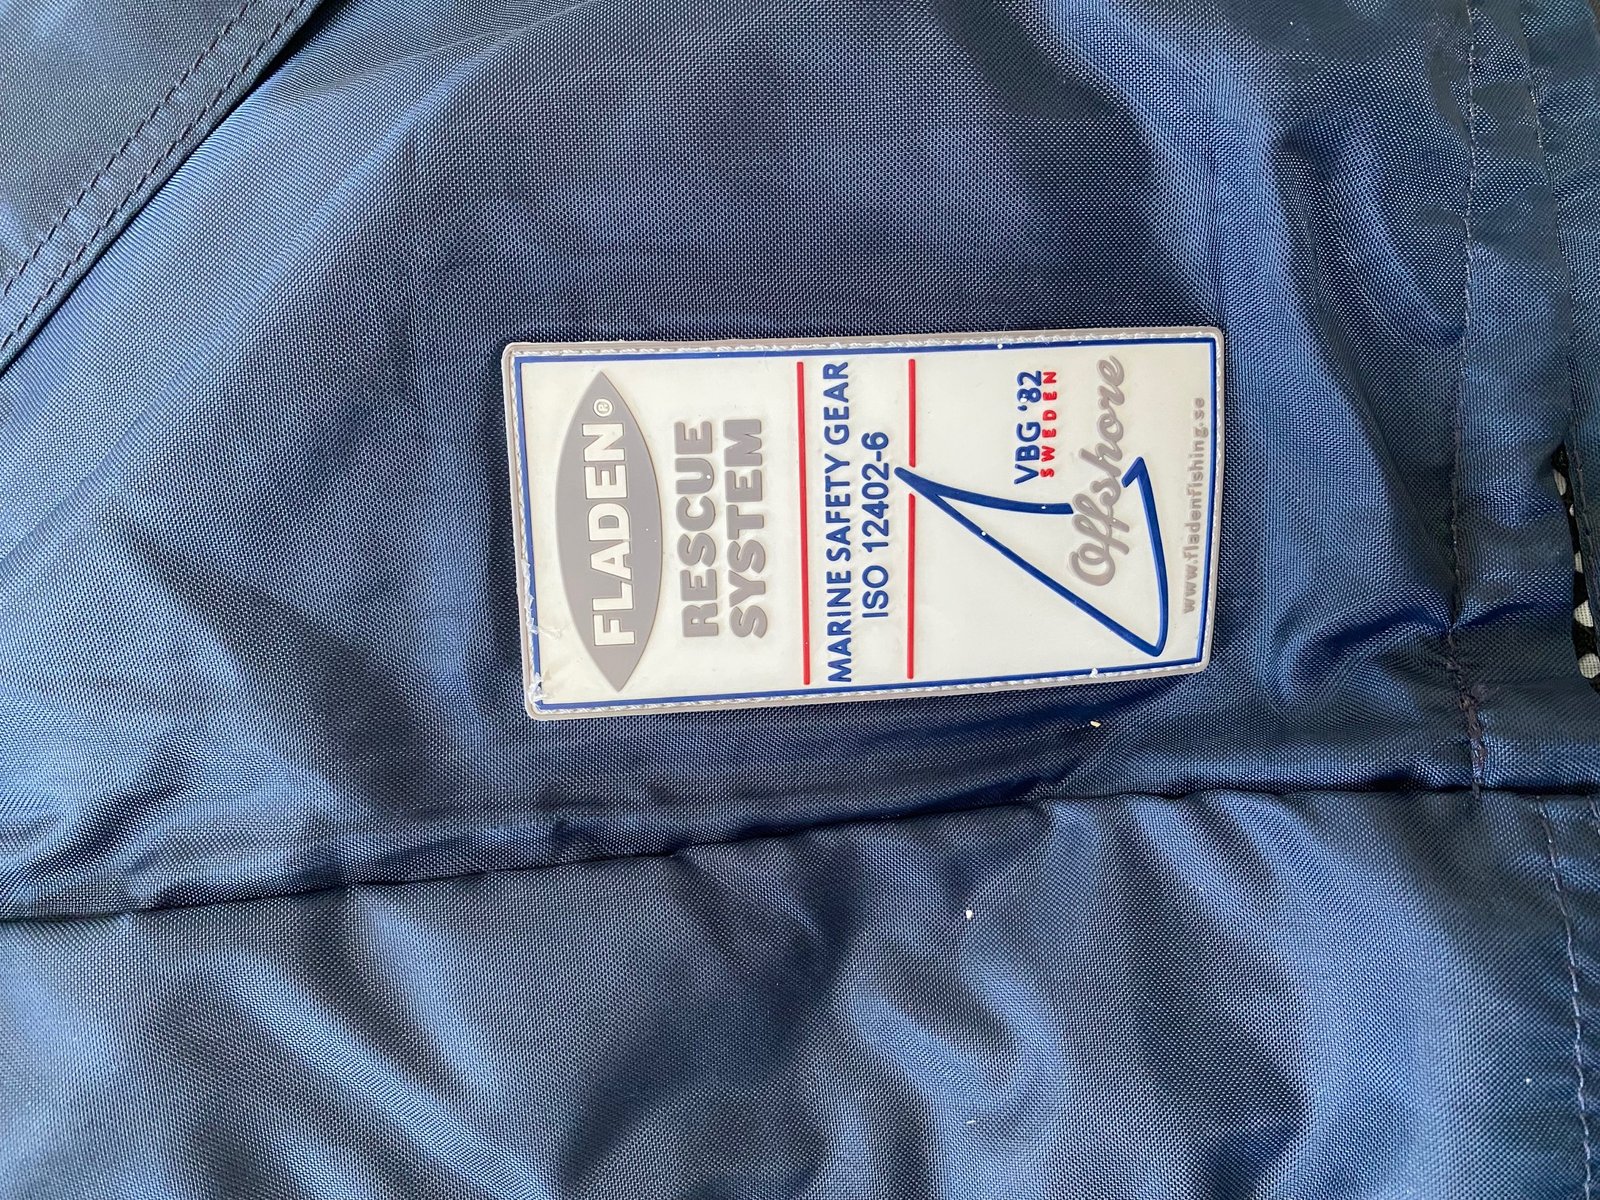 FLADEN®
RESCUE
SYSTEM
MARINE SAFETY GEAR
ISO 12402-6
VBG '82
SWEDEN
Offshore
www.fladenfishing.se